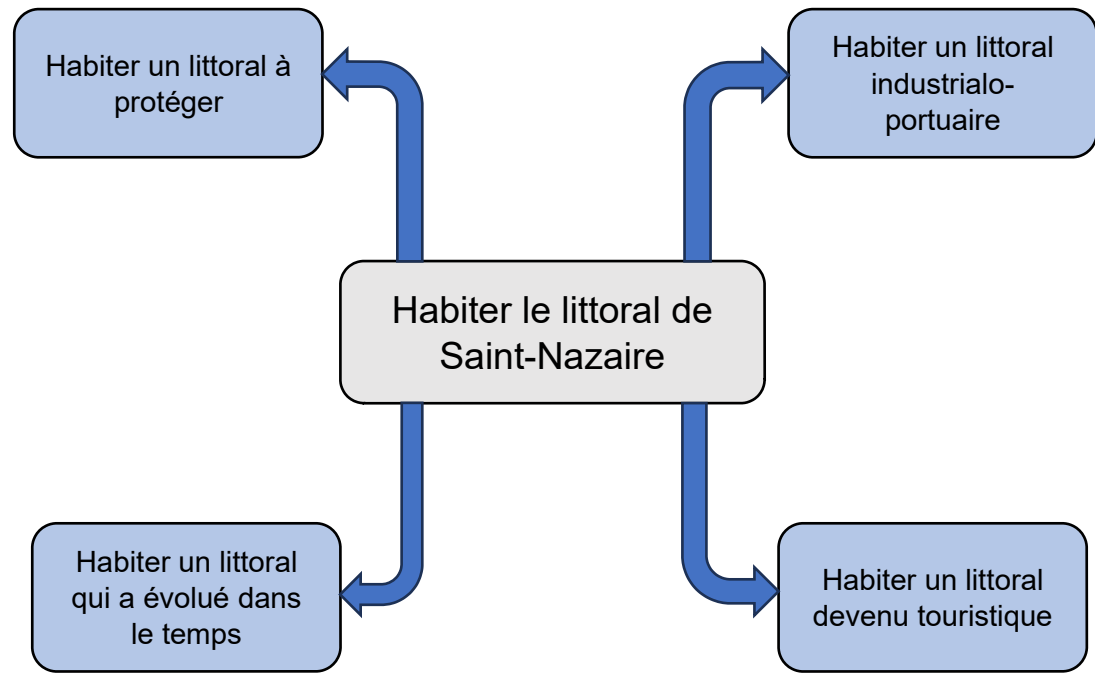 Habiter un littoral à
protéger
Habiter un littoral
industrialo-
portuaire
Habiter le littoral de
Saint-Nazaire
Habiter un littoral
qui a évolué dans
le temps
Habiter un littoral
devenu touristique